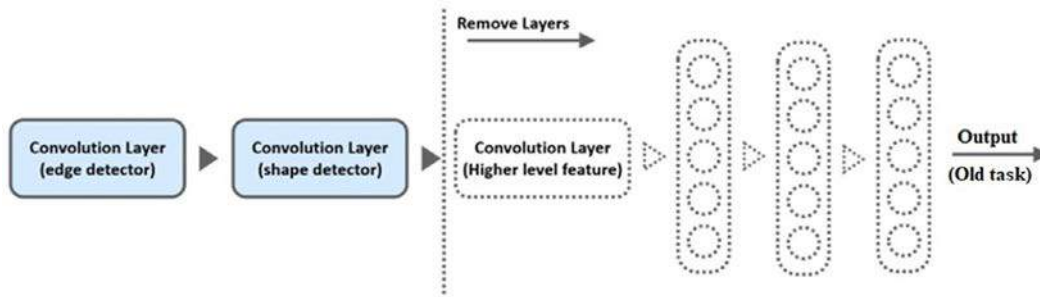 Remove Layers
Convolution Layer
(edge detector)
Convolution Layer
(shape detector)
Convolution Layer
(Higher level feature)
Output
(Old task)